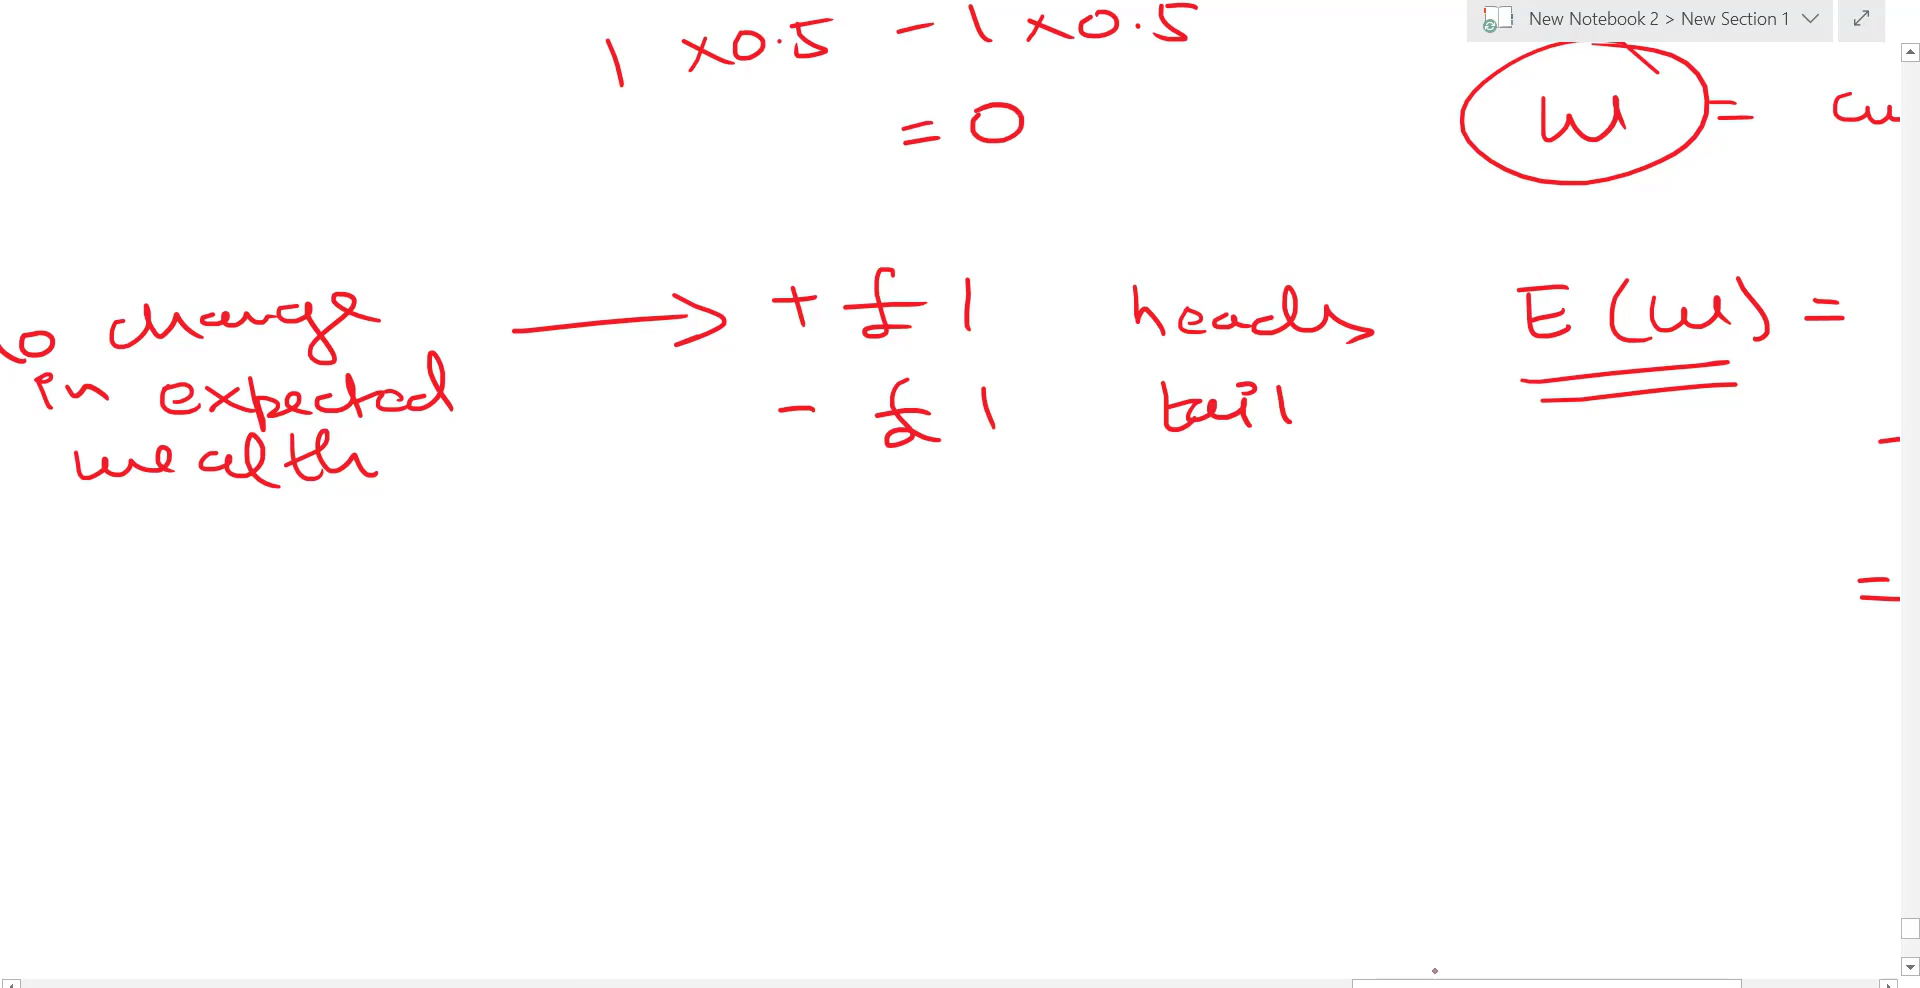 New Notebook 2 > New Section 1
1 x0.5 - 1 x0.5
= 0
W =
o change
in expected
wealth
+ £ 1 heads
- £ 1 tail
E (W) =
-
=